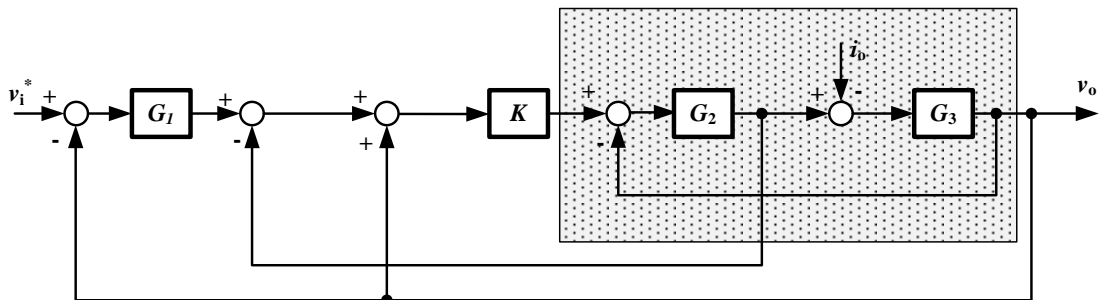 i_o
v_i^* + G_1 + + K + G_2 + - G_3 v_o
- - + -